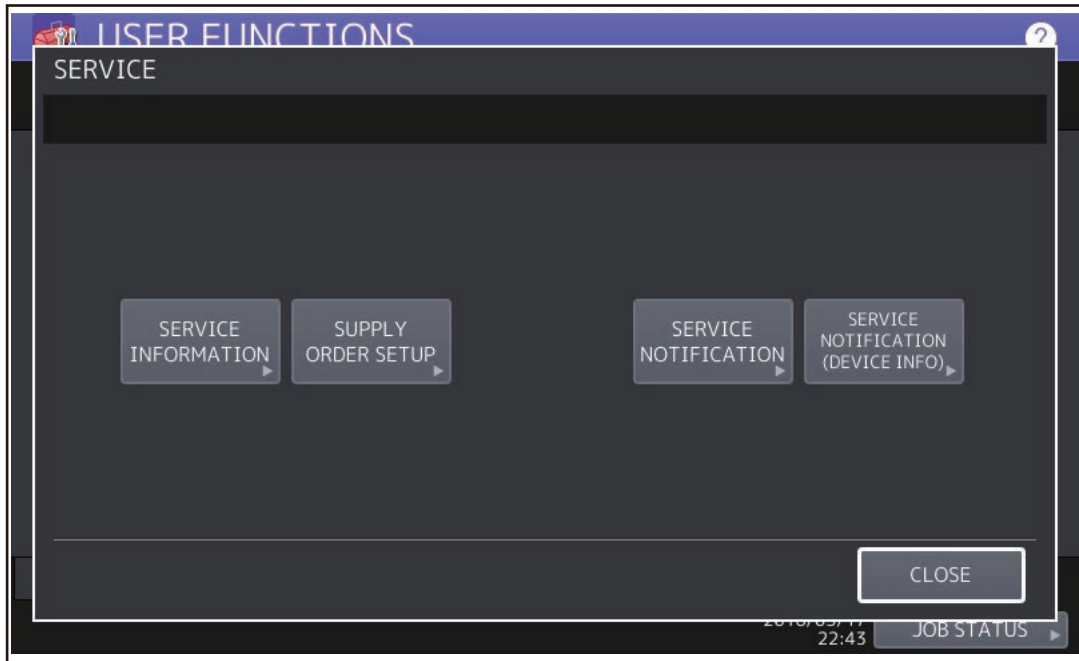 USER FUNCTIONS
?
SERVICE
SERVICE
INFORMATION
SUPPLY
ORDER SETUP
SERVICE
NOTIFICATION
SERVICE
NOTIFICATION
(DEVICE INFO)
CLOSE
22:43
JOB STATUS